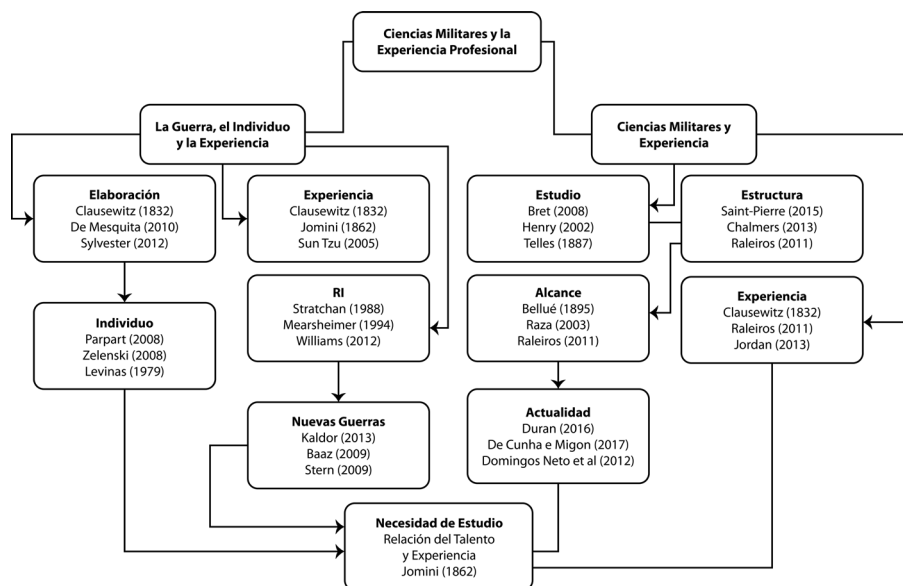 Ciencias Militares y la
Experiencia Profesional
La Guerra, el Individuo
y la Experiencia
Ciencias Militares y
Experiencia
Elaboración
Clausewitz (1832)
De Mesquita (2010)
Sylvester (2012)
Experiencia
Clausewitz (1832)
Jomini (1862)
Sun Tzu (2005)
Estudio
Bret (2008)
Henry (2002)
Telles (1887)
Estructura
Saint-Pierre (2015)
Chalmers (2013)
Raleiros (2011)
Individuo
Parpart (2008)
Zelenski (2008)
Levinas (1979)
RI
Stratchan (1988)
Mearsheimer (1994)
Williams (2012)
Alcance
Bellué (1895)
Raza (2003)
Raleiros (2011)
Experiencia
Clausewitz (1832)
Raleiros (2011)
Jordan (2013)
Nuevas Guerras
Kaldor (2013)
Baaz (2009)
Stern (2009)
Actualidad
Duran (2016)
De Cunha e Migon (2017)
Domingos Neto et al (2012)
Necesidad de Estudio
Relación del Talento
y Experiencia
Jomini (1862)